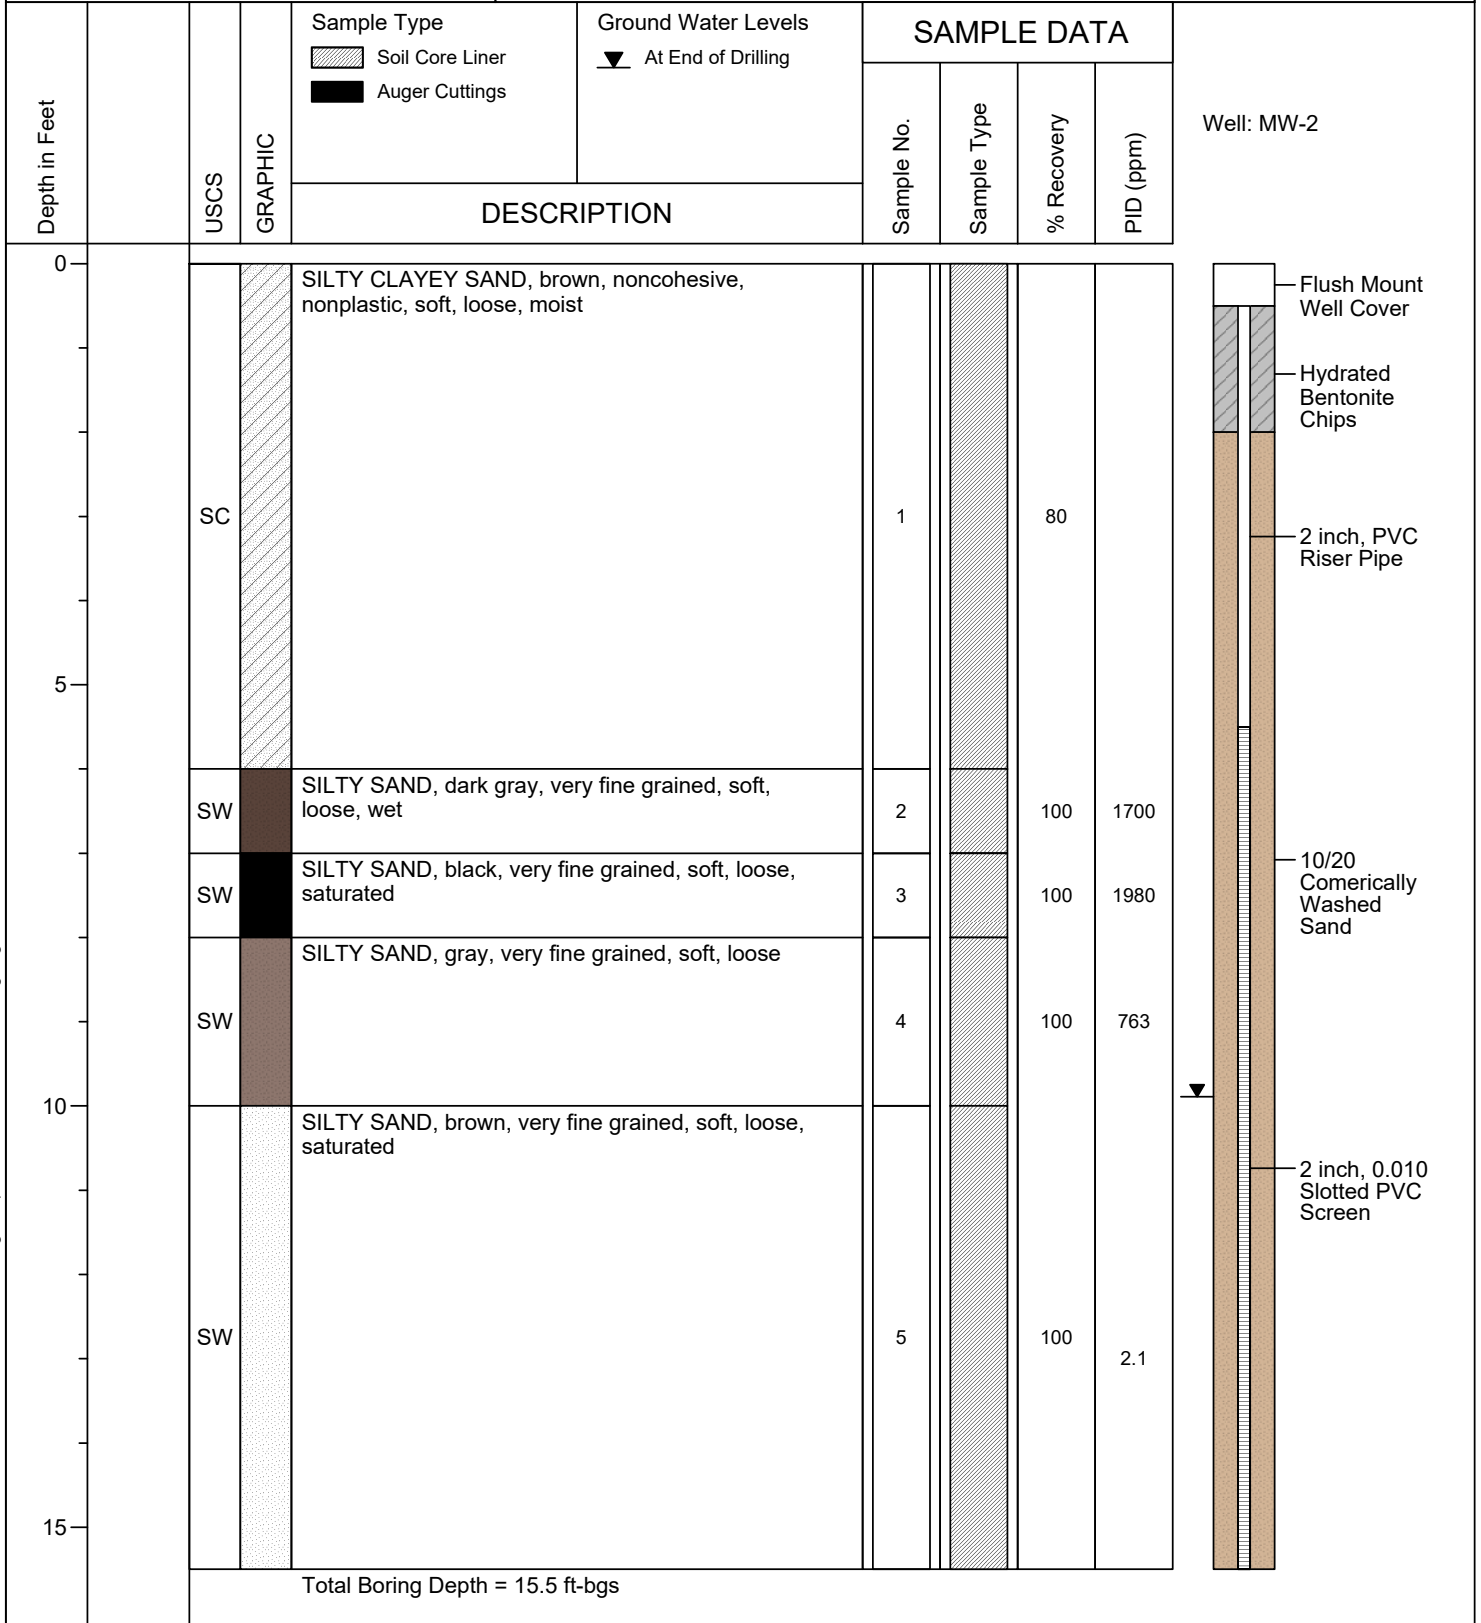 Sample Type
Soil Core Liner
Auger Cuttings
Ground Water Levels
At End of Drilling
SAMPLE DATA
Depth in Feet
USCS
GRAPHIC
DESCRIPTION
Sample No.
Sample Type
% Recovery
PID (ppm)
Well: MW-2
0
SILTY CLAYEY SAND, brown, noncohesive,
nonplastic, soft, loose, moist
SC
1
80
5
SILTY SAND, dark gray, very fine grained, soft,
loose, wet
SW
2
100
1700
SILTY SAND, black, very fine grained, soft, loose,
saturated
SW
3
100
1980
SILTY SAND, gray, very fine grained, soft, loose
SW
4
100
763
10
SILTY SAND, brown, very fine grained, soft, loose,
saturated
SW
5
100
2.1
15
Total Boring Depth = 15.5 ft-bgs
Flush Mount
Well Cover
Hydrated
Bentonite
Chips
2 inch, PVC
Riser Pipe
10/20
Comerically
Washed
Sand
2 inch, 0.010
Slotted PVC
Screen